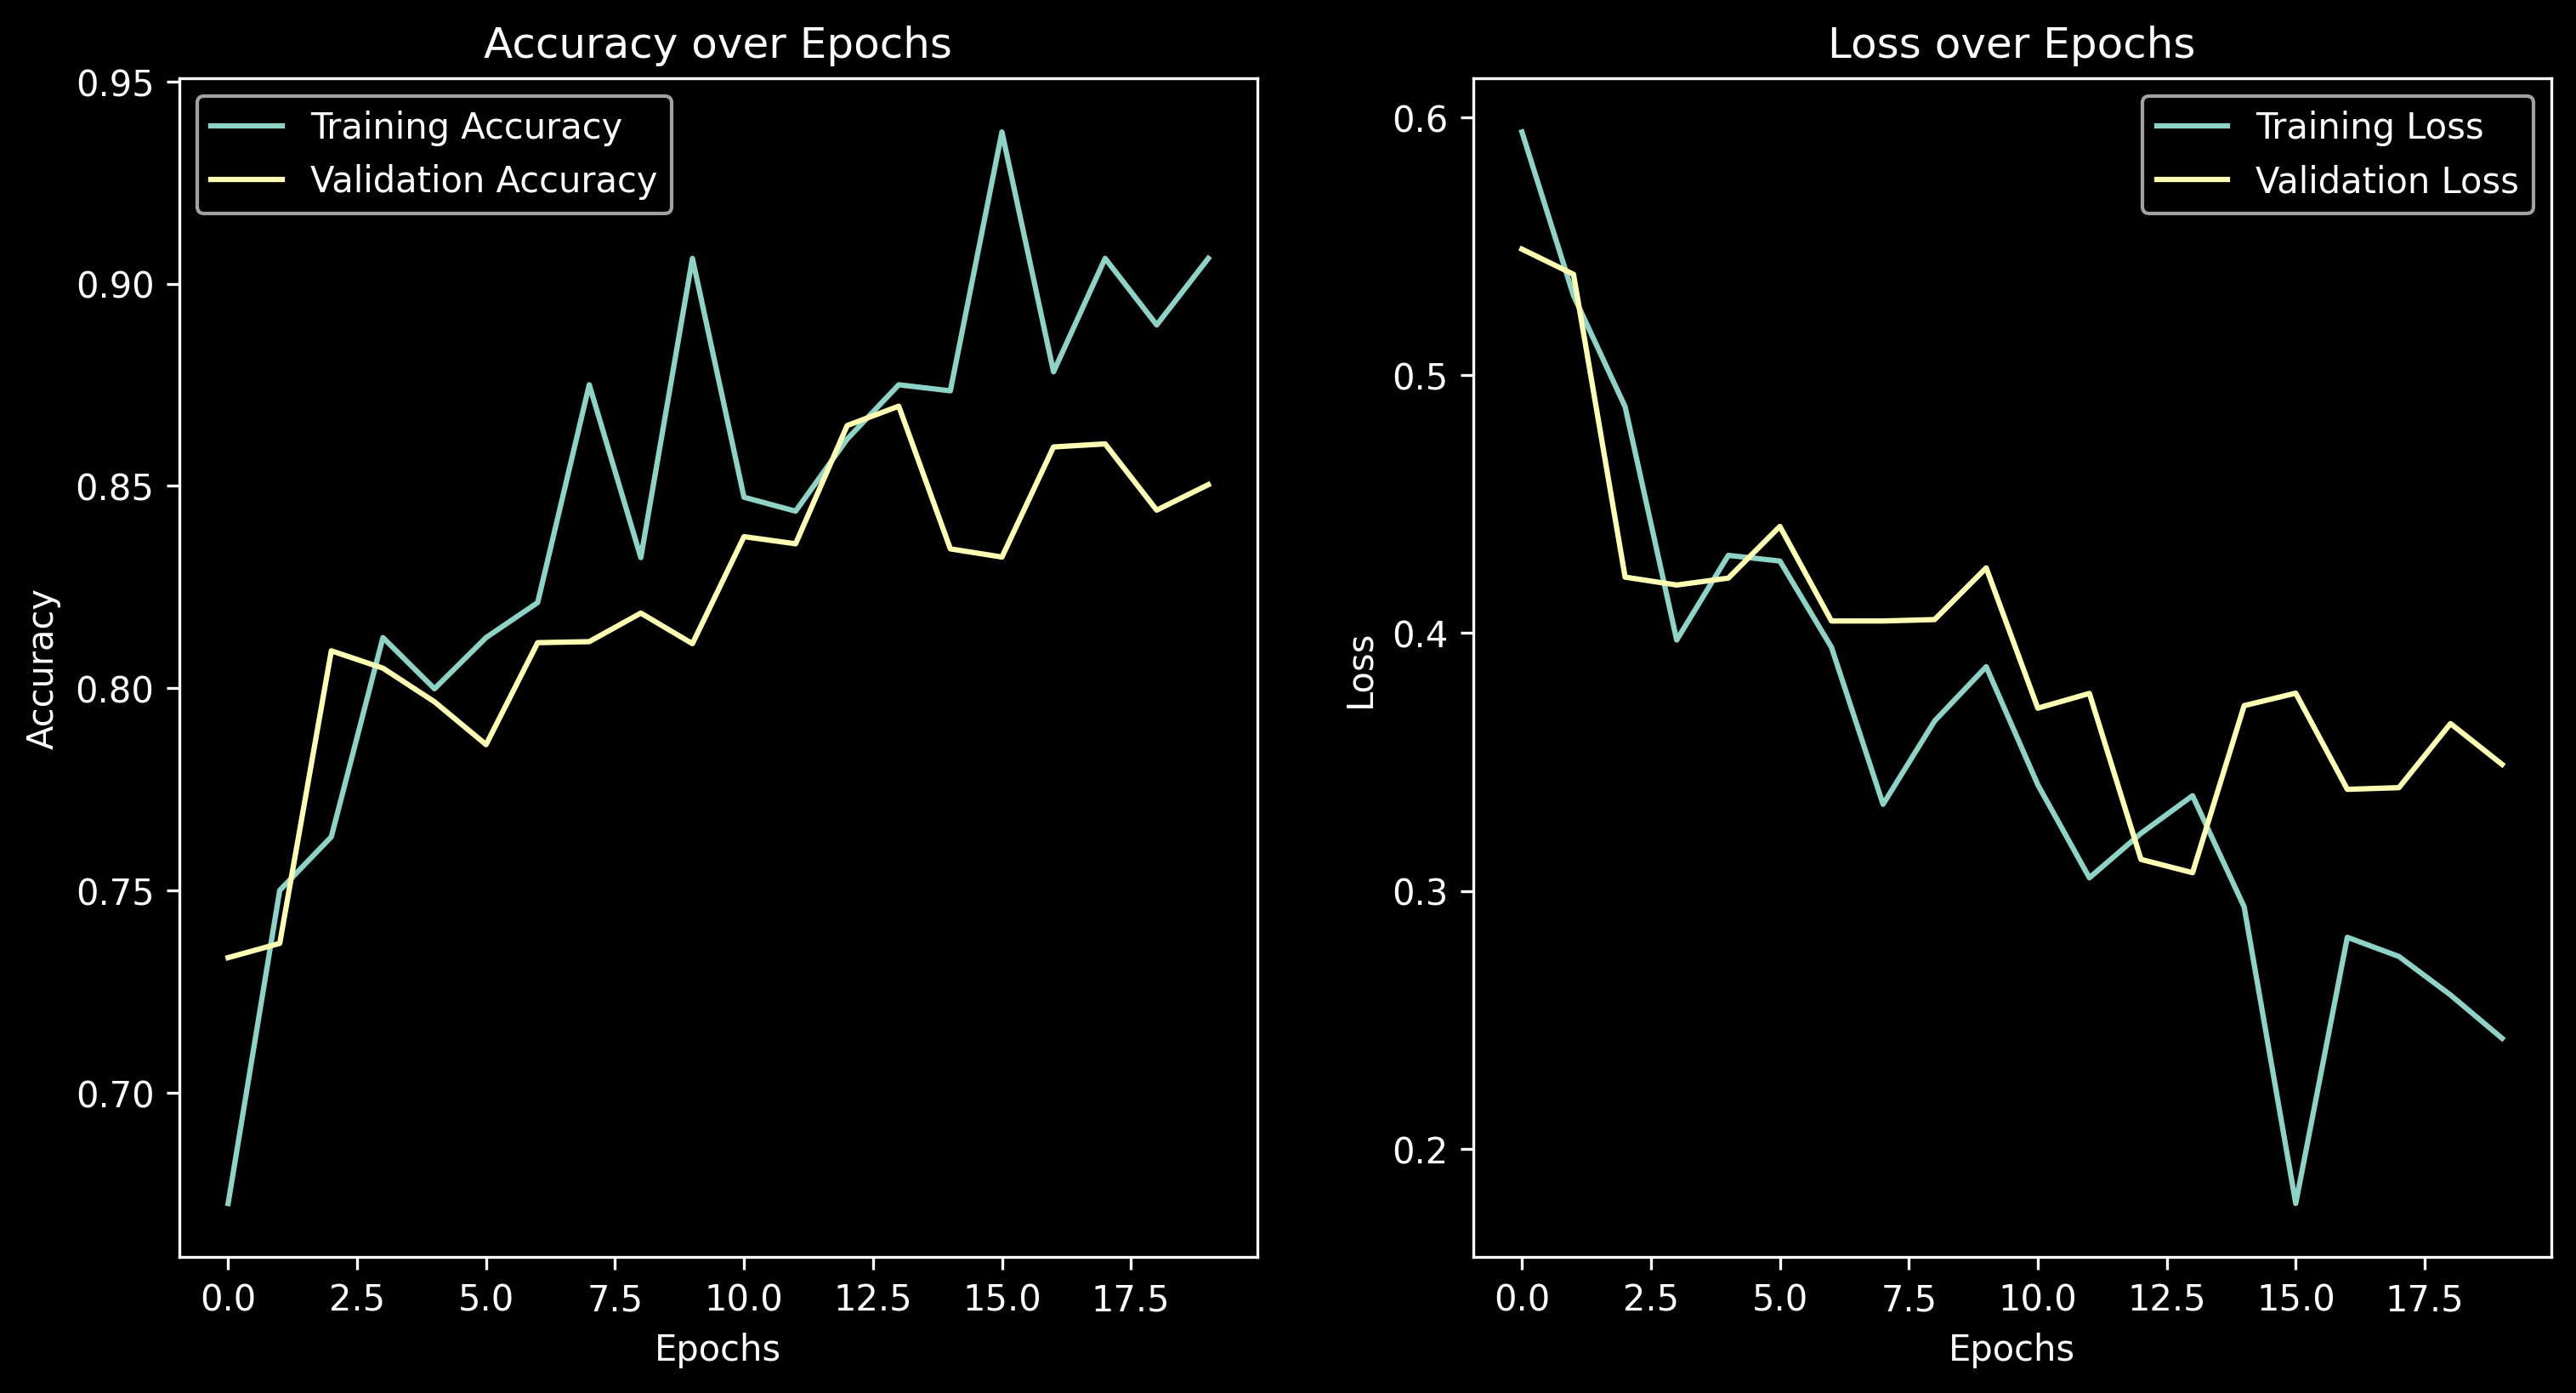 Accuracy over Epochs
Training Accuracy
Validation Accuracy
0.95
0.90
0.85
0.80
0.75
0.70
Accuracy
0.0 2.5 5.0 7.5 10.0 12.5 15.0 17.5
Epochs
Loss over Epochs
Training Loss
Validation Loss
0.6
0.5
0.4
0.3
0.2
Loss
0.0 2.5 5.0 7.5 10.0 12.5 15.0 17.5
Epochs